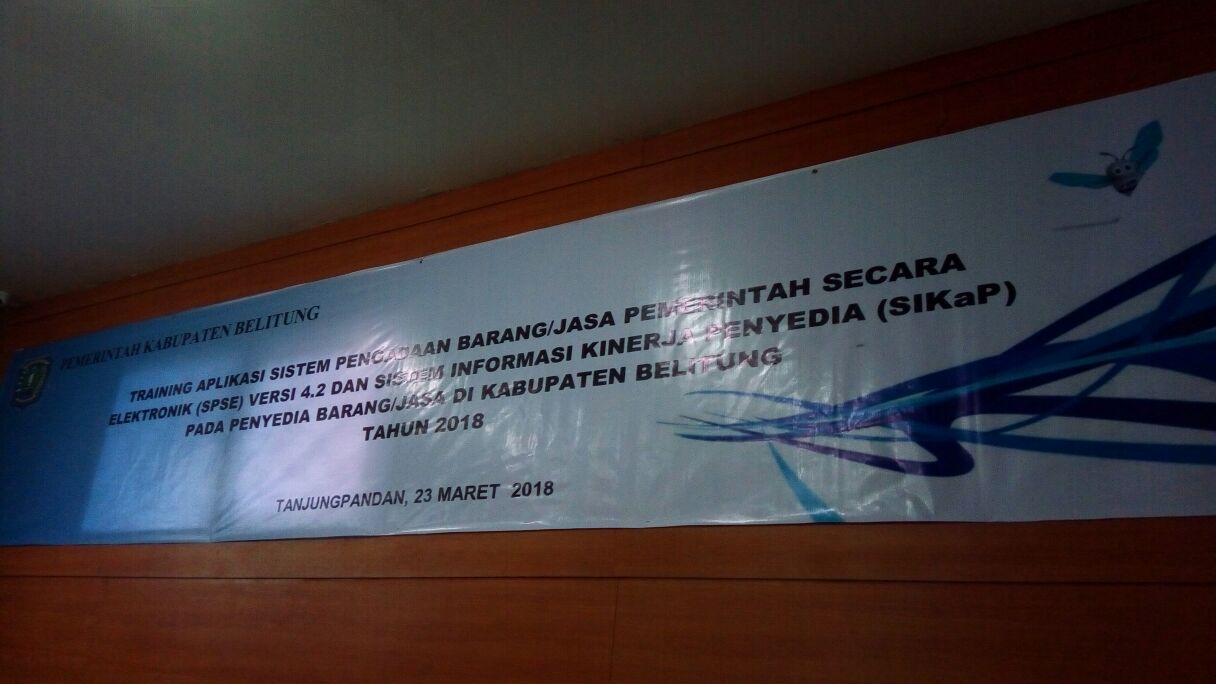 PEMERINTAH KABUPATEN BELITUNG
TRAINING APLIKASI SISTEM PENGADAAN BARANG/JASA PEMERINTAH SECARA
ELEKTRONIK (SPSE) VERSI 4.2 DAN SISTEM INFORMASI KINERJA PENYEDIA (SIKaP)
PADA PENYEDIA BARANG/JASA DI KABUPATEN BELITUNG
TAHUN 2018
TANJUNGPANDAN, 23 MARET 2018